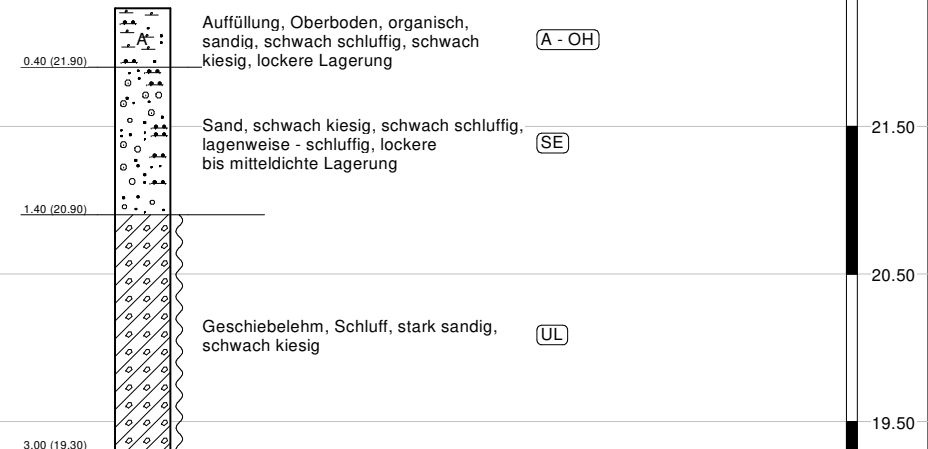 Auffüllung, Oberboden, organisch,
sandig, schwach schluffig, schwach
kiesig, lockere Lagerung
A - OH
A
0.40 (21.90)
Sand, schwach kiesig, schwach schluffig,
lagenweise - schluffig, lockere
bis mitteldichte Lagerung
SE
21.50
1.40 (20.90)
20.50
Geschiebelehm, Schluff, stark sandig,
schwach kiesig
UL
19.50
3.00 (19.30)